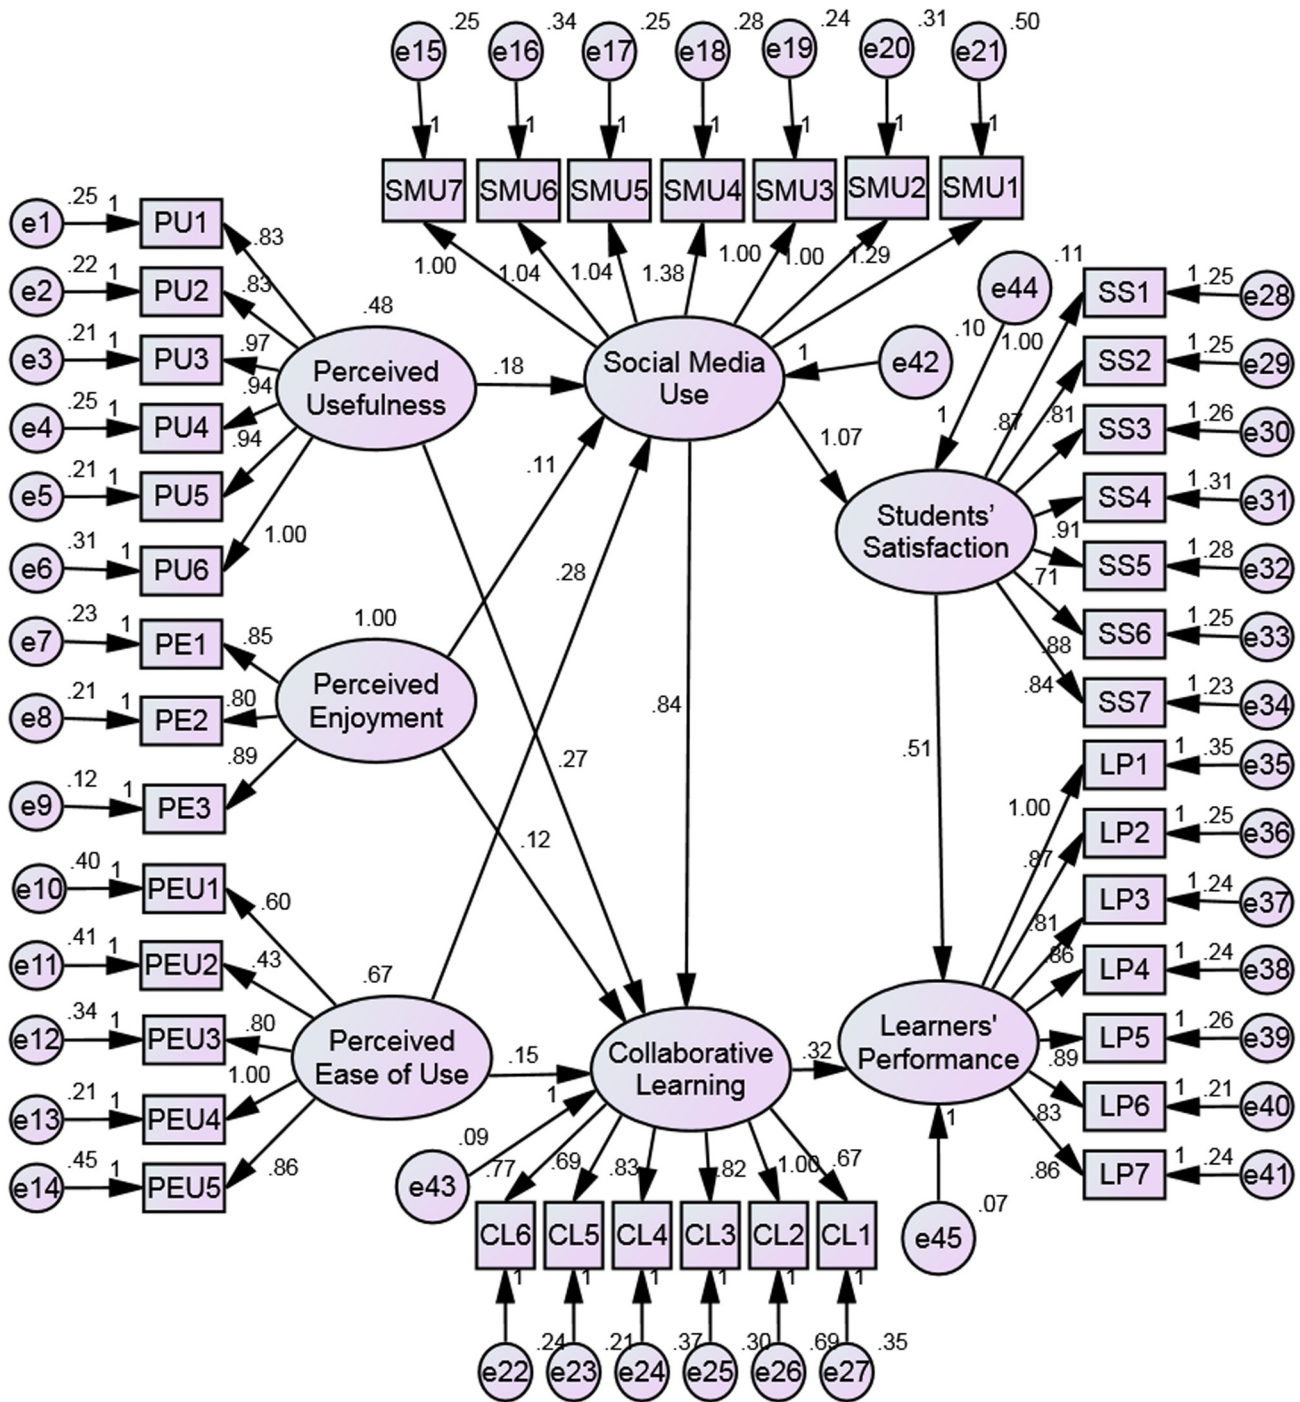 .25 .34 .25 .28 .24 .31 .50
e15 e16 e17 e18 e19 e20 e21
1 1 1 1 1 1 1
SMU7 SMU6 SMU5 SMU4 SMU3 SMU2 SMU1
1.00 1.04 1.04 1.38 1.00 1.00 1.29
e1 .25 1 PU1 .83
e2 .22 1 PU2 .83
e3 .21 1 PU3 .97
e4 .25 1 PU4 .94
e5 .21 1 PU5 .94
e6 .31 1 PU6 1.00
.48
Perceived
Usefulness
.18
Social Media
Use
1 e42
.11
e44
.10
1
1.07
.11
.28
.27
.84
.12
e7 .23 1 PE1 .85
e8 .21 1 PE2 .80
e9 .12 1 PE3 .89
1.00
Perceived
Enjoyment
e10 .40 1 PEU1 .60
e11 .41 1 PEU2 .43
e12 .34 1 PEU3 .80
e13 .21 1 PEU4 1.00
e14 .45 1 PEU5 .86
.67
Perceived
Ease of Use
.15
Students’
Satisfaction
1.00 SS1 1 .25 e28
.87 SS2 1 .25 e29
.81 SS3 1 .26 e30
SS4 1 .31 e31
.91 SS5 1 .28 e32
.71 SS6 1 .25 e33
.88
.84 SS7 1 .23 e34
.51
1.00 LP1 1 .35 e35
.87 LP2 1 .25 e36
.81 LP3 1 .24 e37
.86 LP4 1 .24 e38
LP5 1 .26 e39
.89 LP6 1 .21 e40
.83
.86 LP7 1 .24 e41
Learners'
Performance
1
.07
e45
Collaborative
Learning
.32
1
.09
e43
.77 .69 .83 .82 1.00 .67
CL6 CL5 CL4 CL3 CL2 CL1
1 1 1 1 1 1
.24 .21 .37 .30 .69 .35
e22 e23 e24 e25 e26 e27